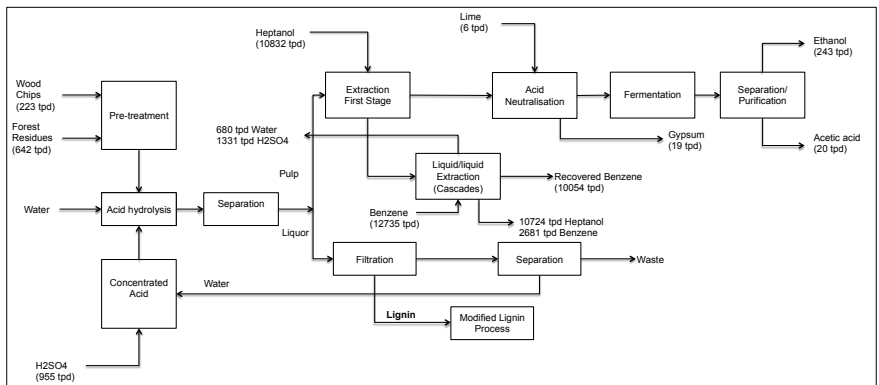 Heptanol
(10832 tpd)
Lime
(6 tpd)
Ethanol
(243 tpd)
Wood
Chips
(223 tpd)
Forest
Residues
(642 tpd)
Pre-treatment
Extraction
First Stage
Acid
Neutralisation
Fermentation
Separation/
Purification
680 tpd Water
1331 tpd H2SO4
Gypsum
(19 tpd)
Acetic acid
(20 tpd)
Pulp
Liquid/liquid
Extraction
(Cascades)
Recovered Benzene
(10054 tpd)
Water
Acid hydrolysis
Separation
Benzene
(12735 tpd)
10724 tpd Heptanol
2681 tpd Benzene
Liquor
Filtration
Separation
Waste
Concentrated
Acid
Water
Lignin
Modified Lignin
Process
H2SO4
(955 tpd)